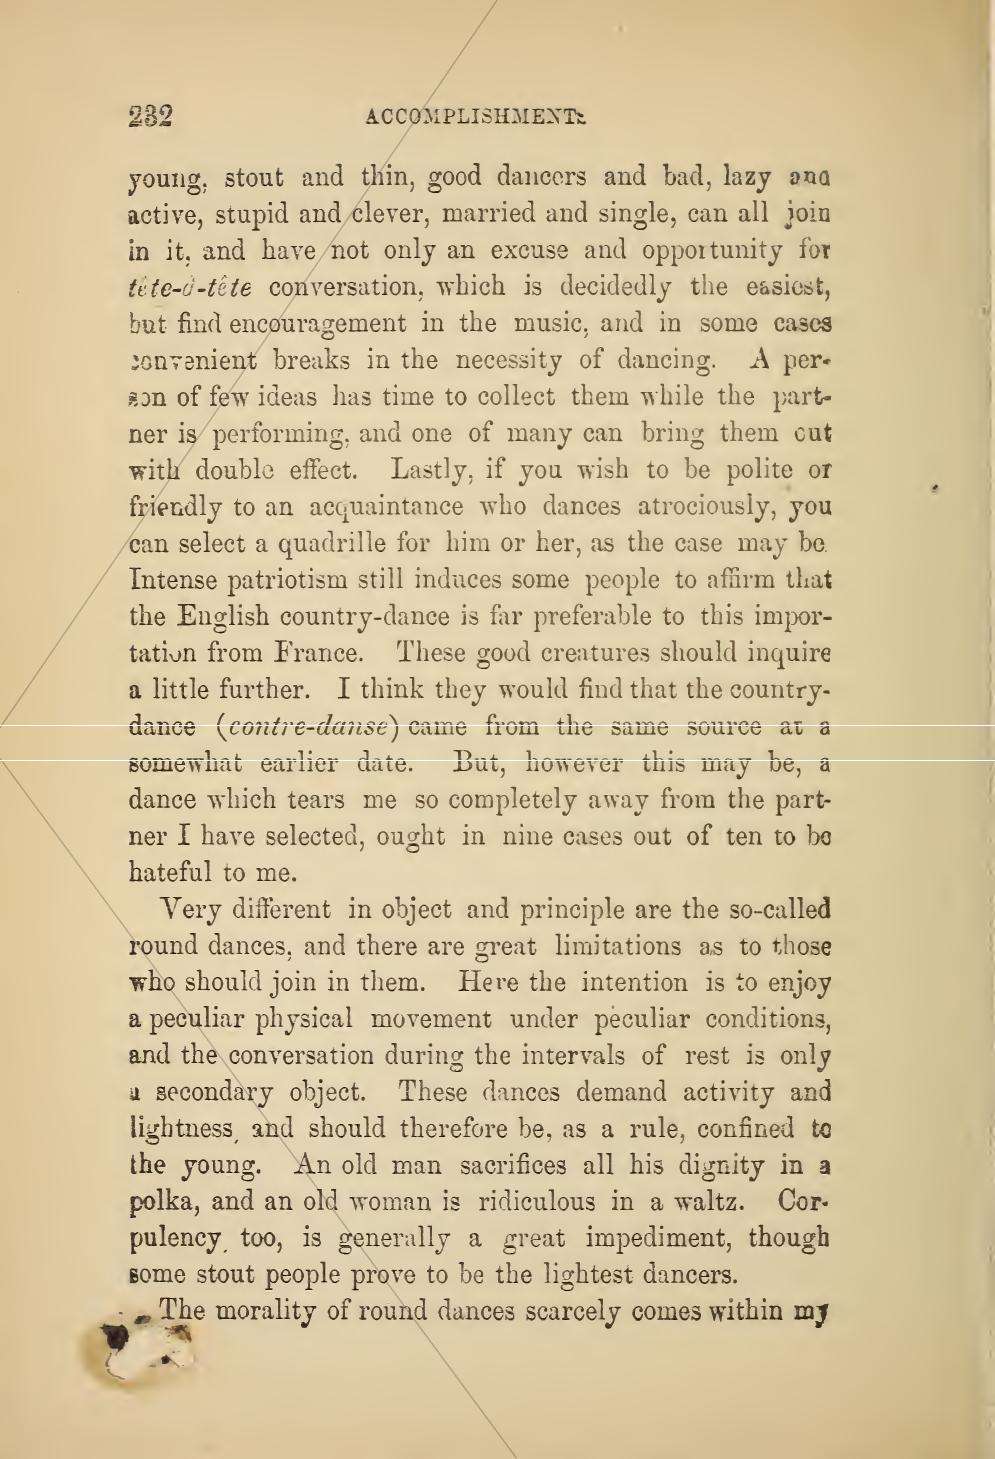 232 ACCOMPLISHMENTS
young, stout and thin, good dancers and bad, lazy and
active, stupid and clever, married and single, can all join
in it, and have not only an excuse and opportunity for
tête-à-tête conversation, which is decidedly the easiest,
but find encouragement in the music, and in some cases
convenient breaks in the necessity of dancing. A per-
son of few ideas has time to collect them while the part-
ner is performing, and one of many can bring them out
with double effect. Lastly, if you wish to be polite or
friendly to an acquaintance who dances atrociously, you
can select a quadrille for him or her, as the case may be.
Intense patriotism still induces some people to affirm that
the English country-dance is far preferable to this impor-
tation from France. These good creatures should inquire
a little further. I think they would find that the country-
dance (contre-danse) came from the same source at a
somewhat earlier date. But, however this may be, a
dance which tears me so completely away from the part-
ner I have selected, ought in nine cases out of ten to be
hateful to me.
Very different in object and principle are the so-called
round dances, and there are great limitations as to those
who should join in them. Here the intention is to enjoy
a peculiar physical movement under peculiar conditions,
and the conversation during the intervals of rest is only
a secondary object. These dances demand activity and
lightness, and should therefore be, as a rule, confined to
the young. An old man sacrifices all his dignity in a
polka, and an old woman is ridiculous in a waltz. Cor-
pulency, too, is generally a great impediment, though
some stout people prove to be the lightest dancers.
The morality of round dances scarcely comes within my